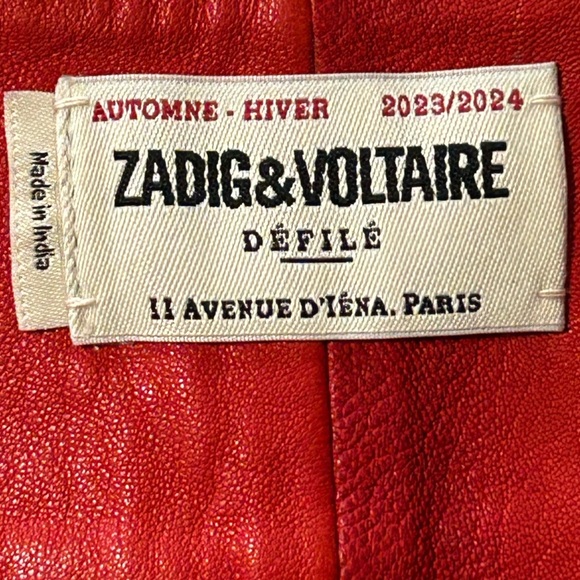 AUTOMNE - HIVER 2023/2024
ZADIG&VOLTAIRE
DÉFILÉ
11 AVENUE D'IÉNA. PARIS
Made in India